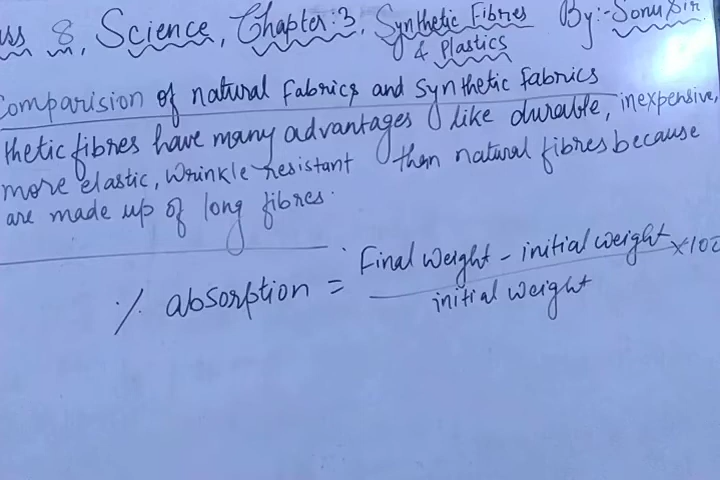 ss 8, Science, Chapter:3, Synthetic Fibres & Plastics By:-Sonu Sir
Comparision of natural fabrics and synthetic fabrics
thetic fibres have many advantages like durable, inexpensive,
more elastic, wrinkle-resistant than natural fibres because
are made up of long fibres.
% absorption = Final weight - initial weight ×100
initial weight